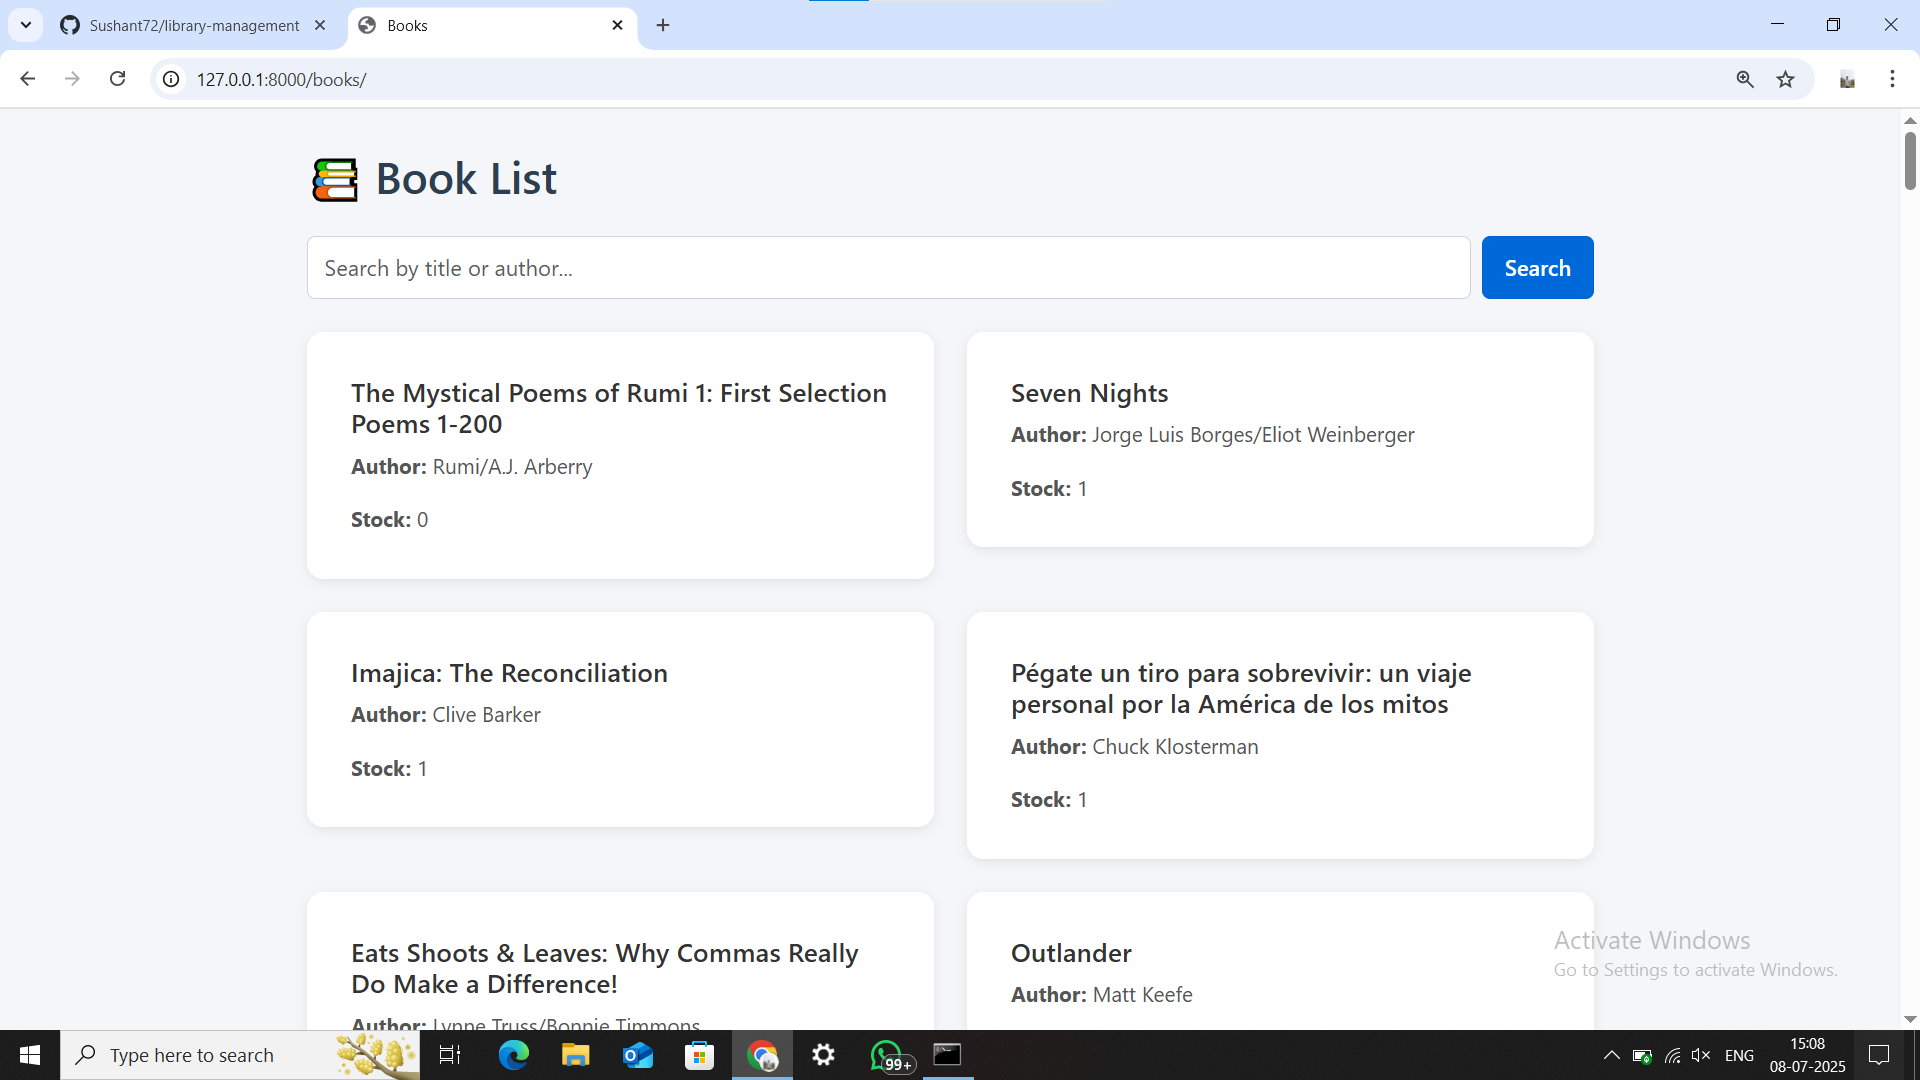 Sushant72/library-management
Books
127.0.0.1:8000/books/
Book List
Search by title or author...
Search
The Mystical Poems of Rumi 1: First Selection
Poems 1-200
Author: Rumi/A.J. Arberry
Stock: 0
Seven Nights
Author: Jorge Luis Borges/Eliot Weinberger
Stock: 1
Imajica: The Reconciliation
Author: Clive Barker
Stock: 1
Pégate un tiro para sobrevivir: un viaje
personal por la América de los mitos
Author: Chuck Klosterman
Stock: 1
Eats Shoots & Leaves: Why Commas Really
Do Make a Difference!
Author: Lynne Truss/Bonnie Timmons
Outlander
Author: Matt Keefe
Activate Windows
Go to Settings to activate Windows.
Type here to search
99+
ENG
15:08
08-07-2025